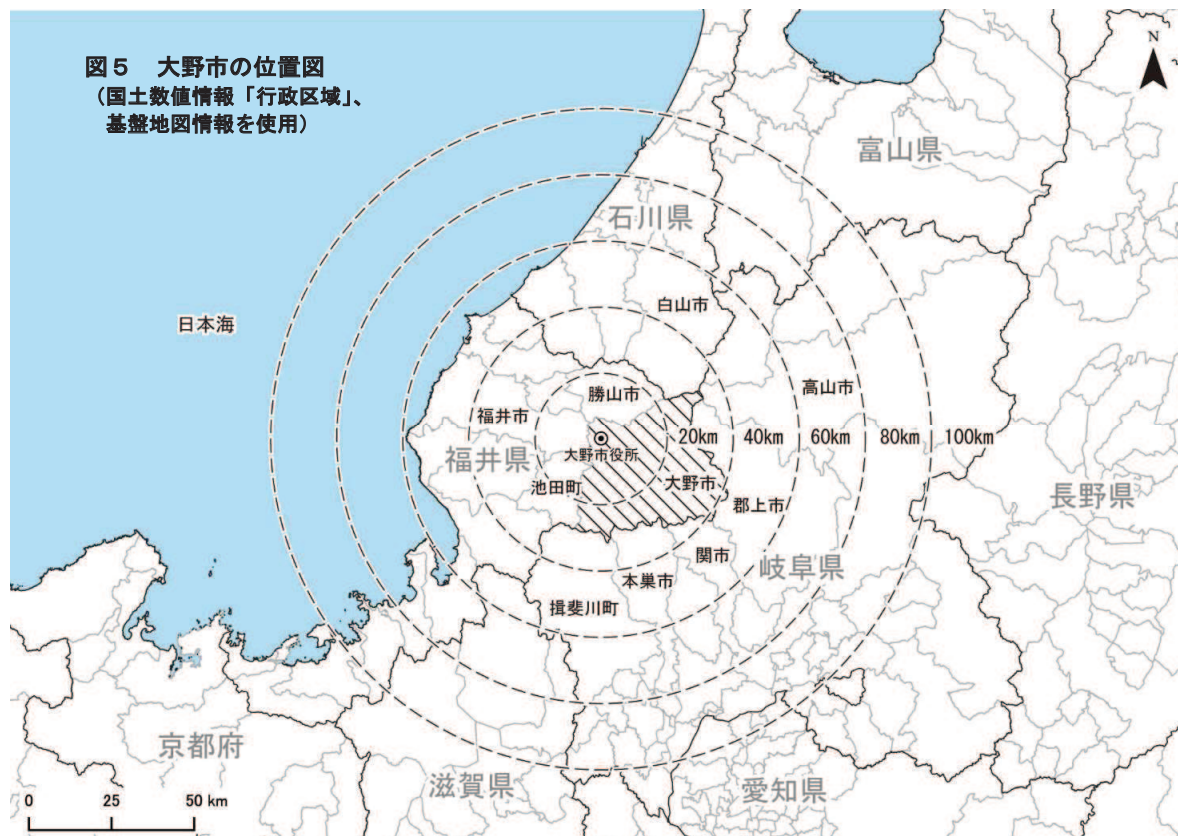 図５　大野市の位置図
（国土数値情報「行政区域」、
基盤地図情報を使用）
N
富山県
石川県
白山市
日本海
勝山市
高山市
福井市
20km
40km
60km
80km
100km
大野市役所
福井県
池田町
大野市
長野県
郡上市
関市
岐阜県
本巣市
揖斐川町
京都府
滋賀県
愛知県
0 25 50 km